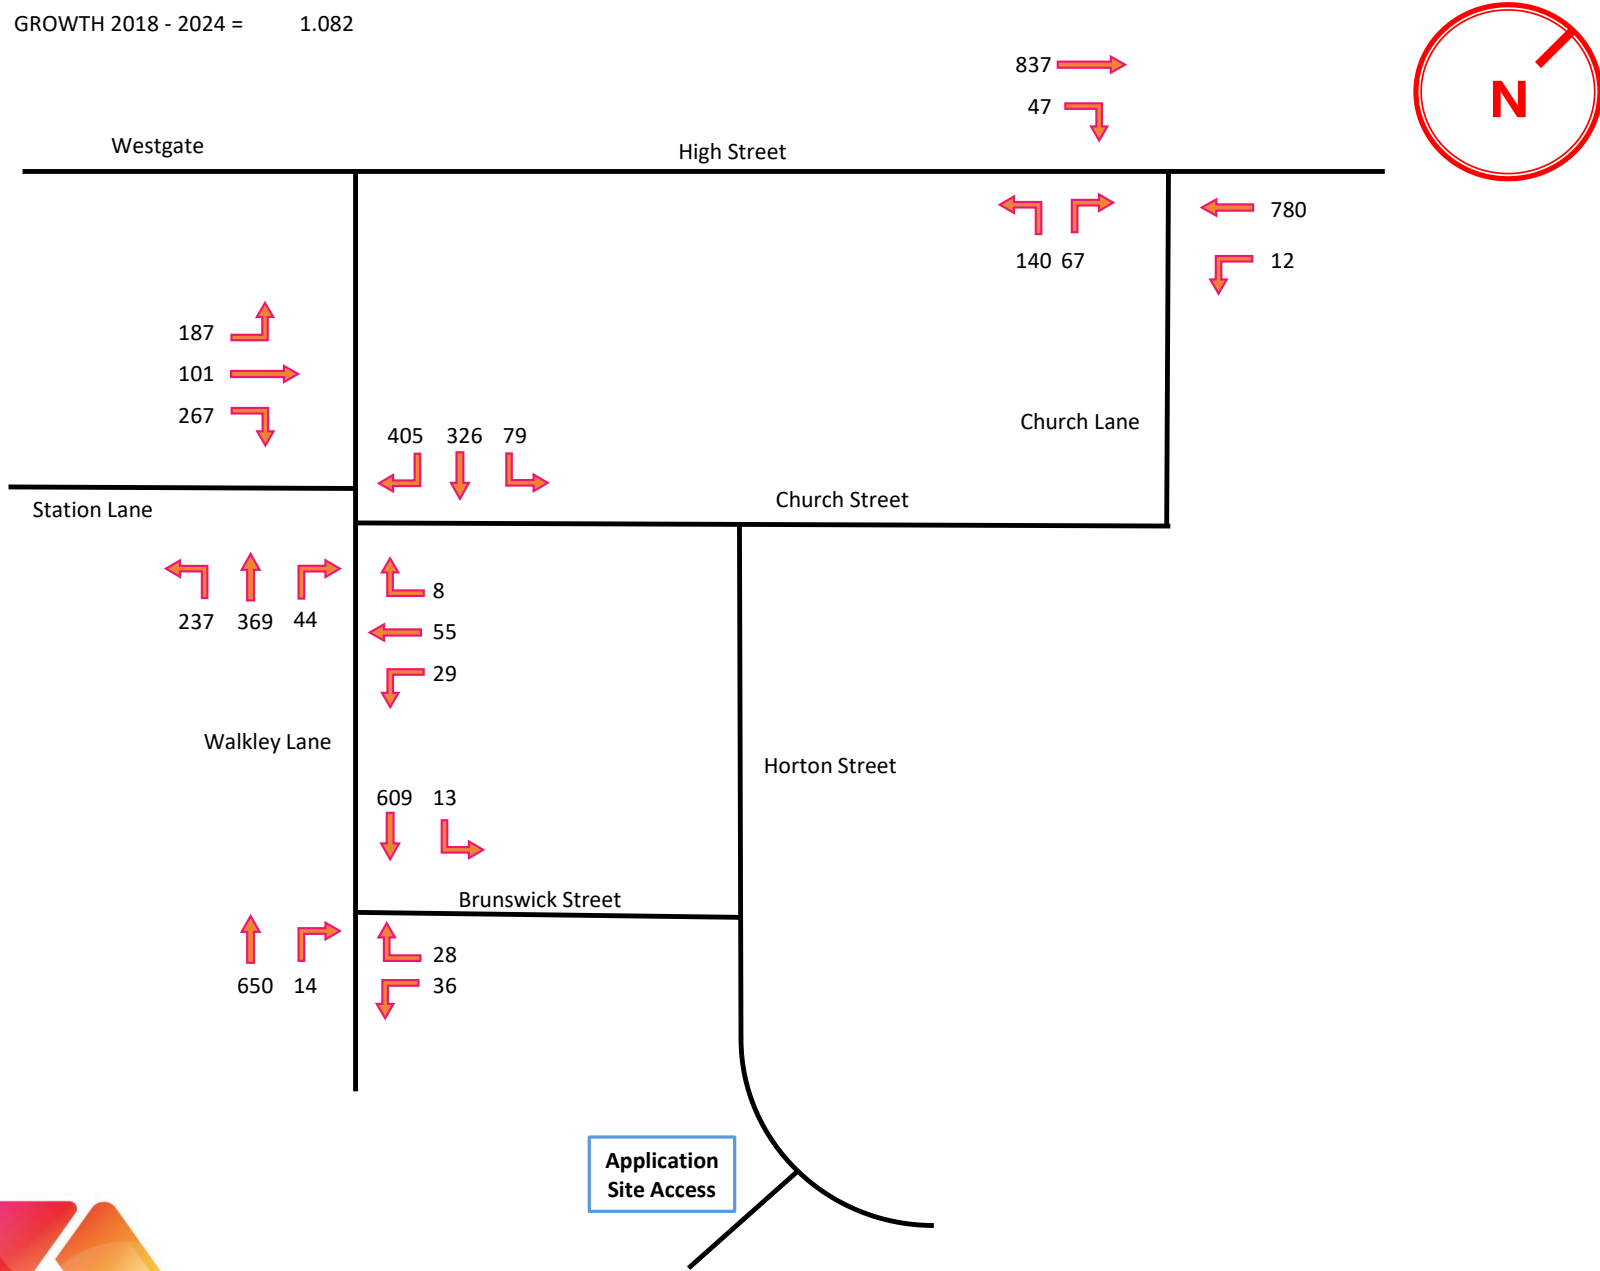 GROWTH 2018 - 2024 = 1.082
837
47
N
Westgate
High Street
780
140 67
12
187
101
267
Church Lane
405 326 79
Church Street
Station Lane
8
237 369 44
55
29
Walkley Lane
Horton Street
609 13
Brunswick Street
28
650 14
36
Application
Site Access